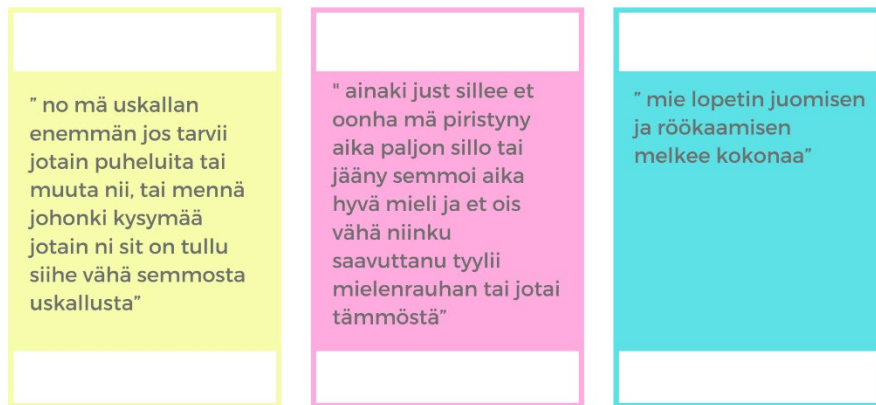 ” no mä uskallan
enemmän jos tarvii
jotain puheluita tai
muuta nii, tai mennä
johonki kysymää
jotain ni sit on tullu
siihe vähä semmosta
uskallusta”
" ainaki just sillee et
oonha mä piristyny
aika paljon sillo tai
jääny semmoi aika
hyvä mieli ja et ois
vähä niinku
saavuttanu tyylii
mielenrauhan tai jotai
tämmöstä”
” mie lopetin juomisen
ja röökaamisen
melkee kokonaa”